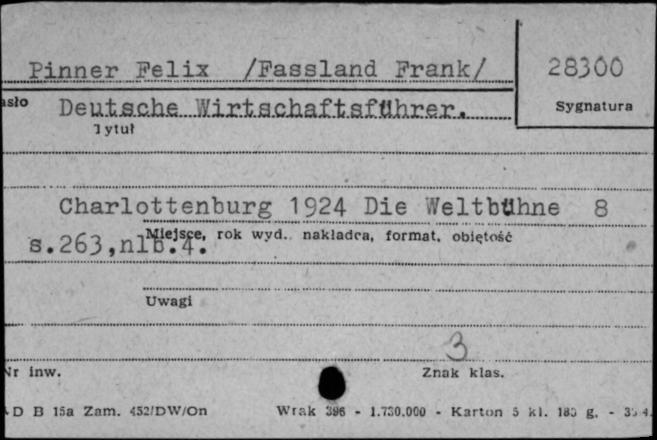 Pinner Felix /Fassland Frank/ 28300
asło Deutsche Wirtschaftsführer. Sygnatura
Tytuł
Charlottenburg 1924 Die Weltbühne 8
Miejsce, rok wyd., nakładca, format, objętość
s.263,nlb.4.
Uwagi
3
Nr inw. Znak klas.
D B 15a Zam. 452/DW/On Wrak 396 - 1.730.000 - Karton 5 kl. 180 g. -